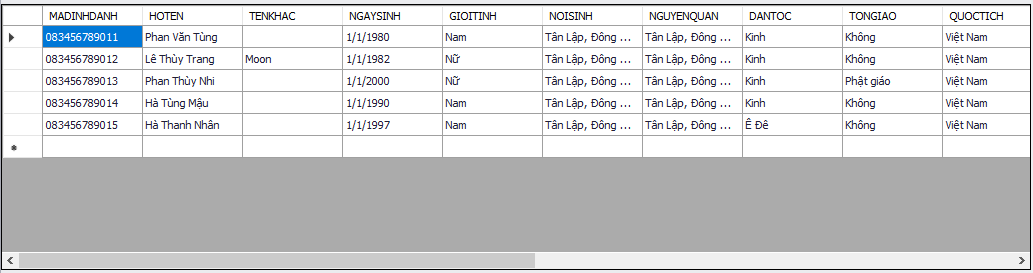 MADINHDANH HOTEN TENKHAC NGAYSINH GIOITINH NOISINH NGUYENQUAN DANTOC TONGIAO QUOCTICH
083456789011 Phan Văn Tùng 1/1/1980 Nam Tân Lập, Đông ... Tân Lập, Đông ... Kinh Không Việt Nam
083456789012 Lê Thùy Trang Moon 1/1/1982 Nữ Tân Lập, Đông ... Tân Lập, Đông ... Kinh Không Việt Nam
083456789013 Phan Thùy Nhi 1/1/2000 Nữ Tân Lập, Đông ... Tân Lập, Đông ... Kinh Phật giáo Việt Nam
083456789014 Hà Tùng Mậu 1/1/1990 Nam Tân Lập, Đông ... Tân Lập, Đông ... Kinh Không Việt Nam
083456789015 Hà Thanh Nhân 1/1/1997 Nam Tân Lập, Đông ... Tân Lập, Đông ... Ê Đê Không Việt Nam